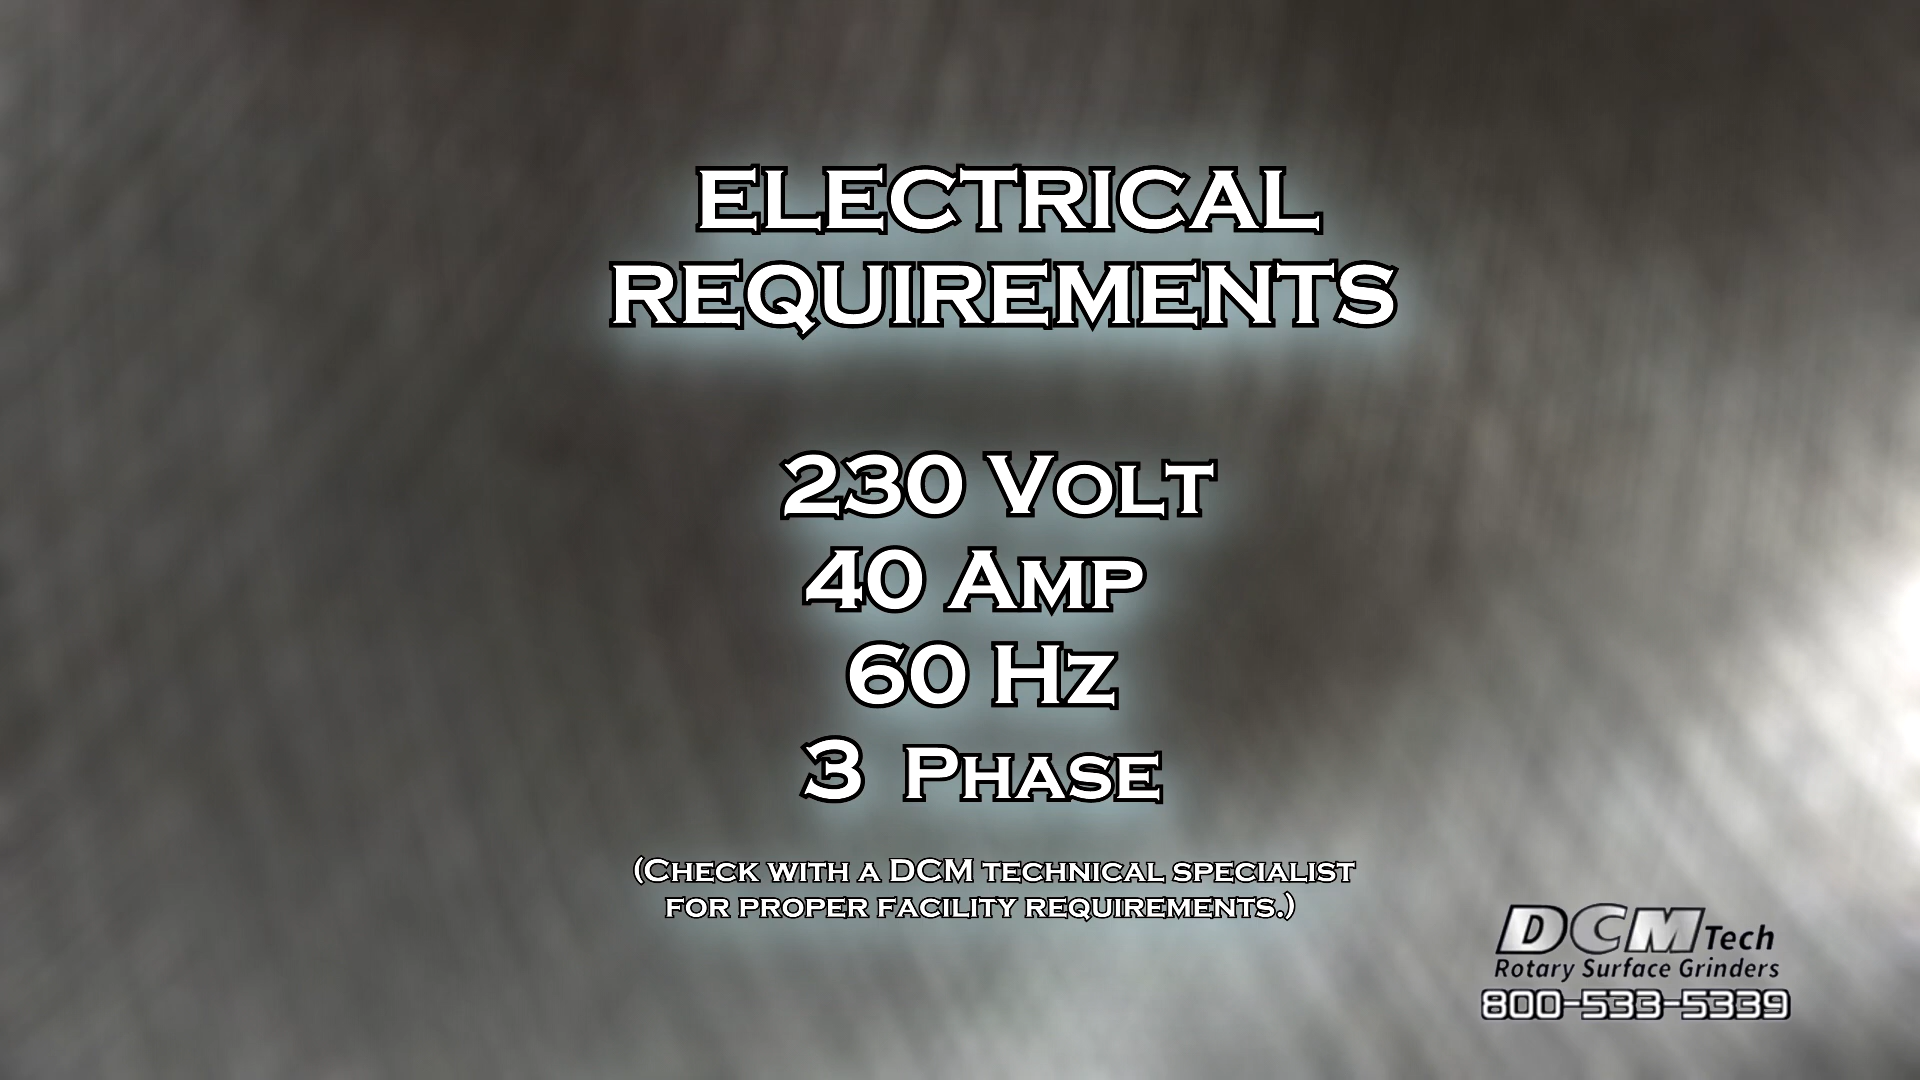 ELECTRICAL
REQUIREMENTS
230 VOLT
40 AMP
60 HZ
3 PHASE
(CHECK WITH A DCM TECHNICAL SPECIALIST
FOR PROPER FACILITY REQUIREMENTS.)
DCM Tech
Rotary Surface Grinders
800-533-5339